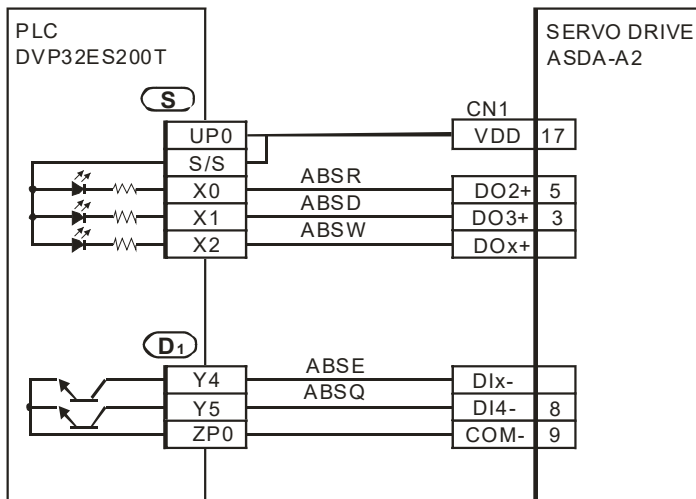 PLC
DVP32ES200T
SERVO DRIVE
ASDA-A2
S
CN1
UP0
VDD 17
S/S
X0 ABSR DO2+ 5
X1 ABSD DO3+ 3
X2 ABSW DOx+
D1
Y4 ABSE DIx-
Y5 ABSQ DI4- 8
ZP0 COM- 9